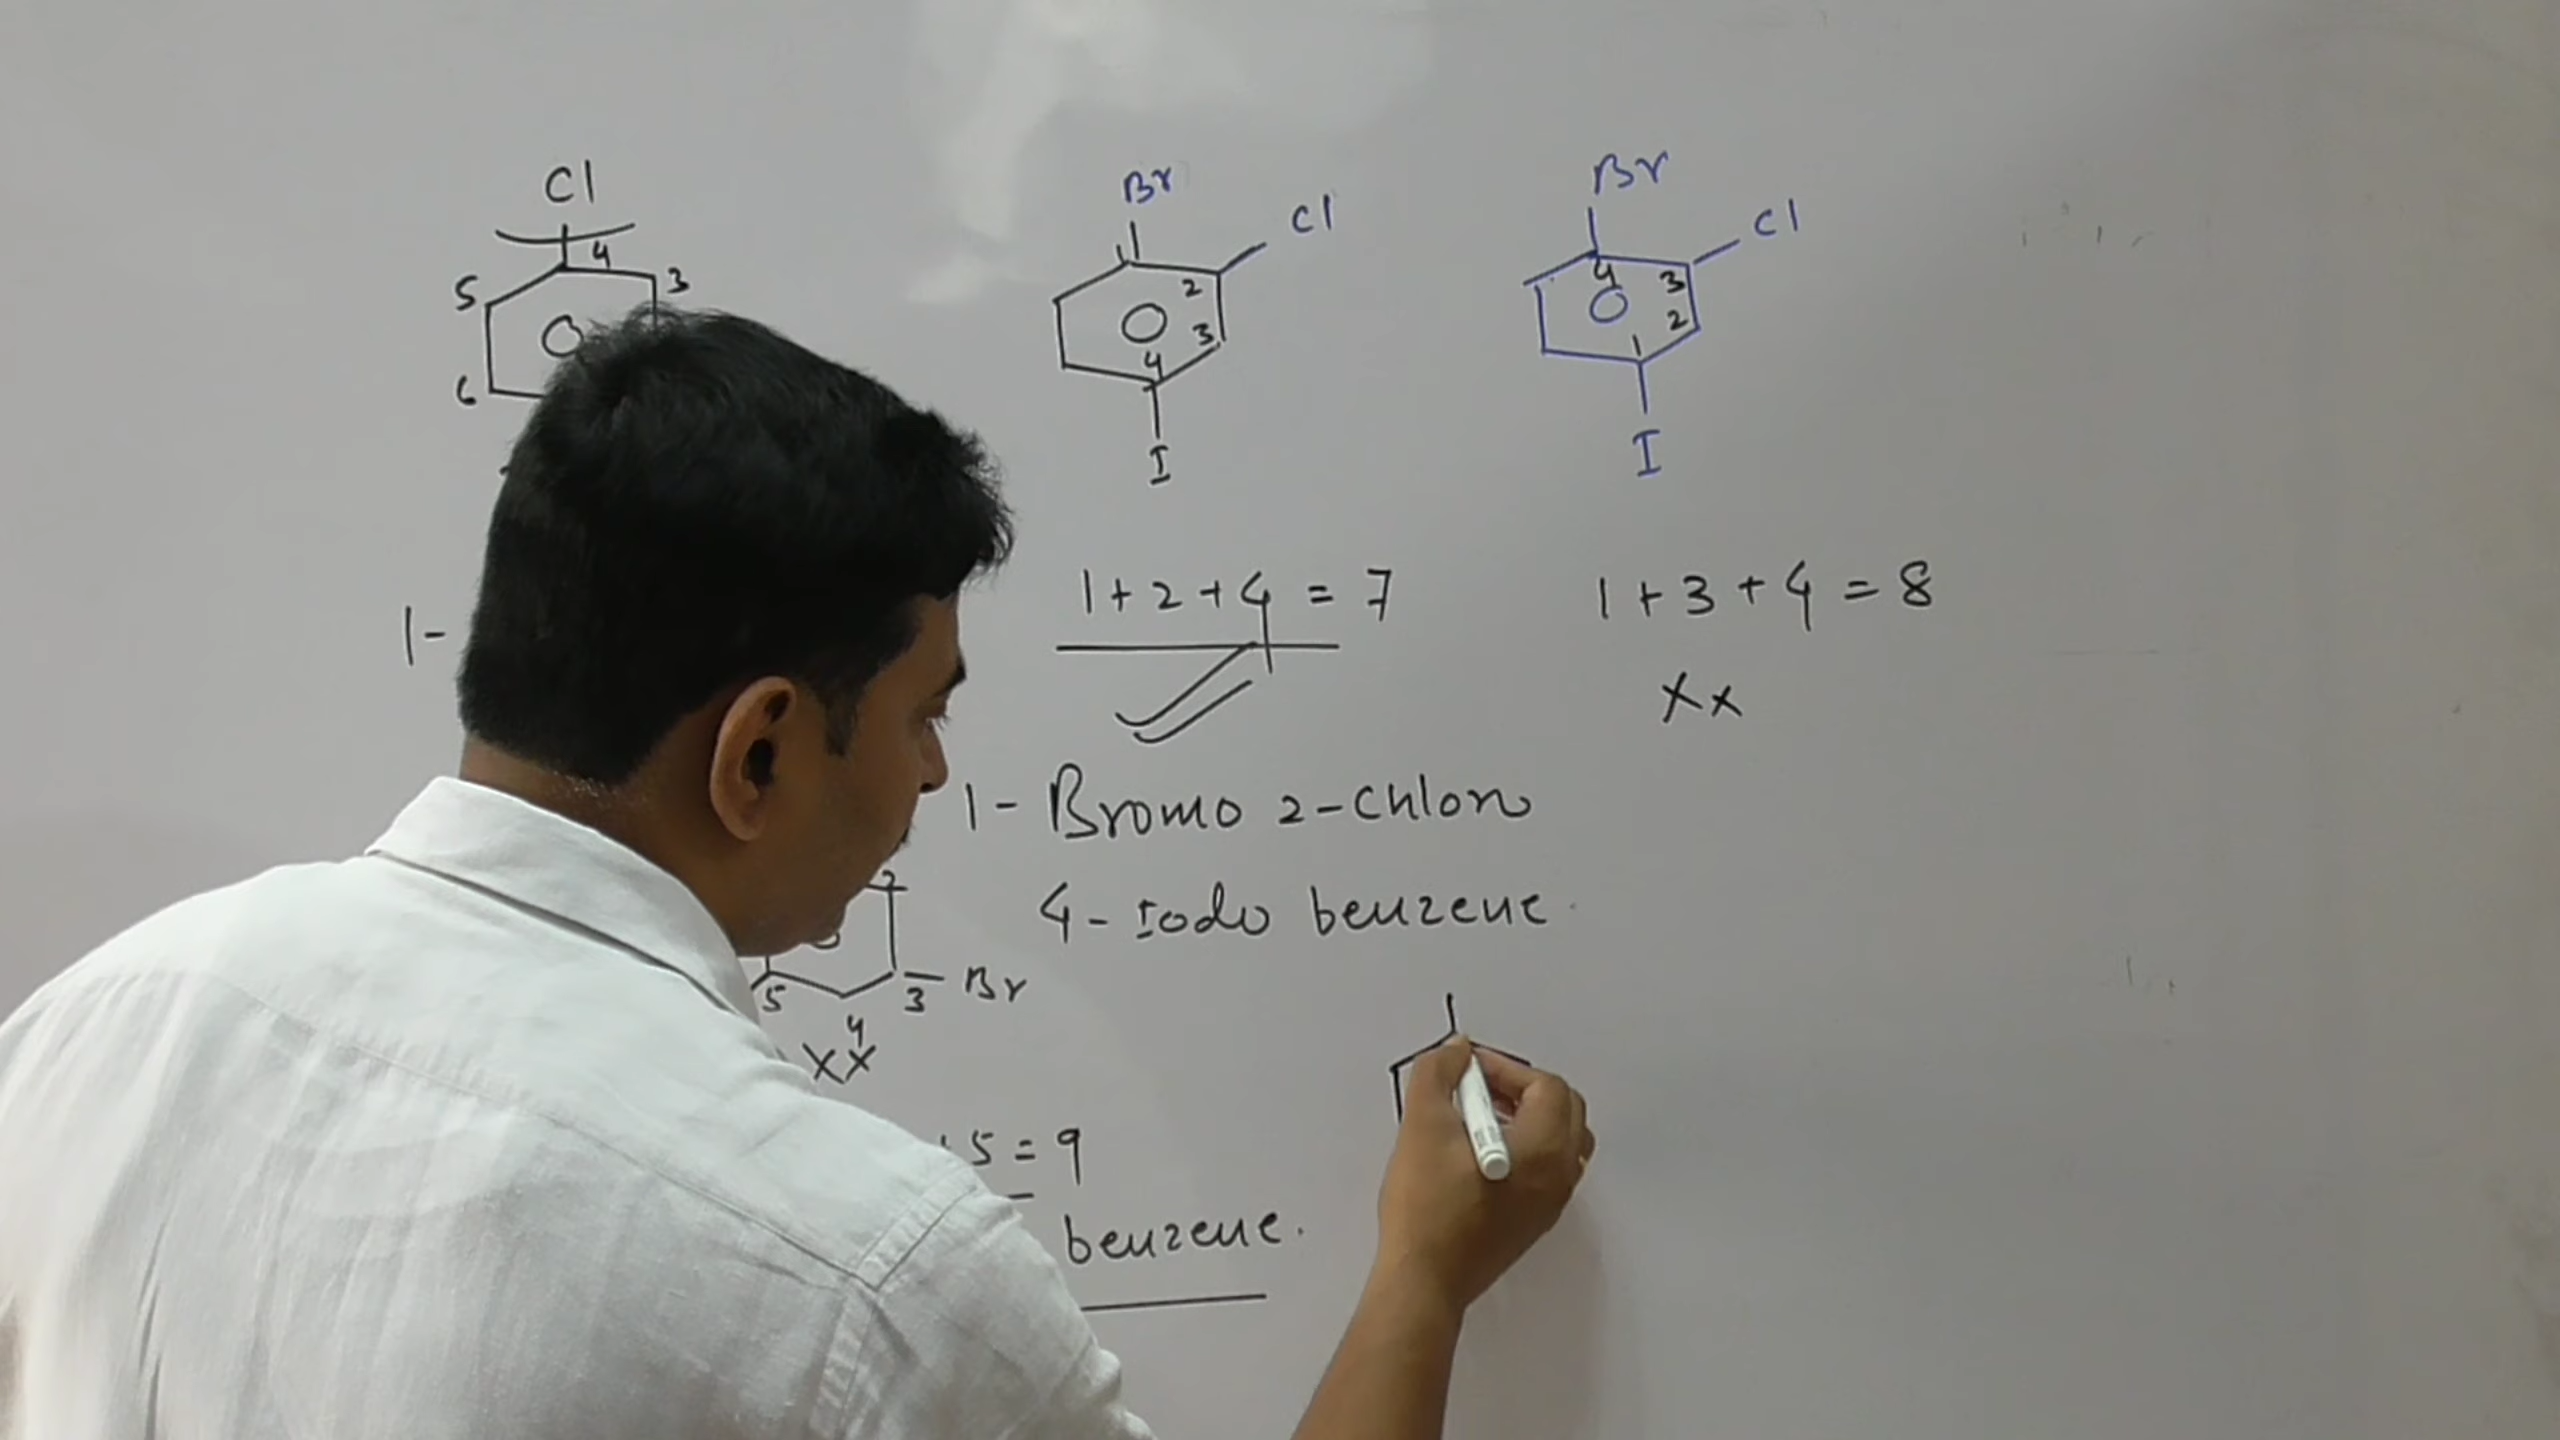 Cl
4
5
3
6
1-
Br
Cl
1
2
3
4
I
1+2+4 = 7
1- Bromo 2-chloro
4- Iodo benzene.
Br
Cl
4
3
2
1
I
1+3+4 = 8
XX
2
5
4
3
Br
XX
+5 = 9
benzene.